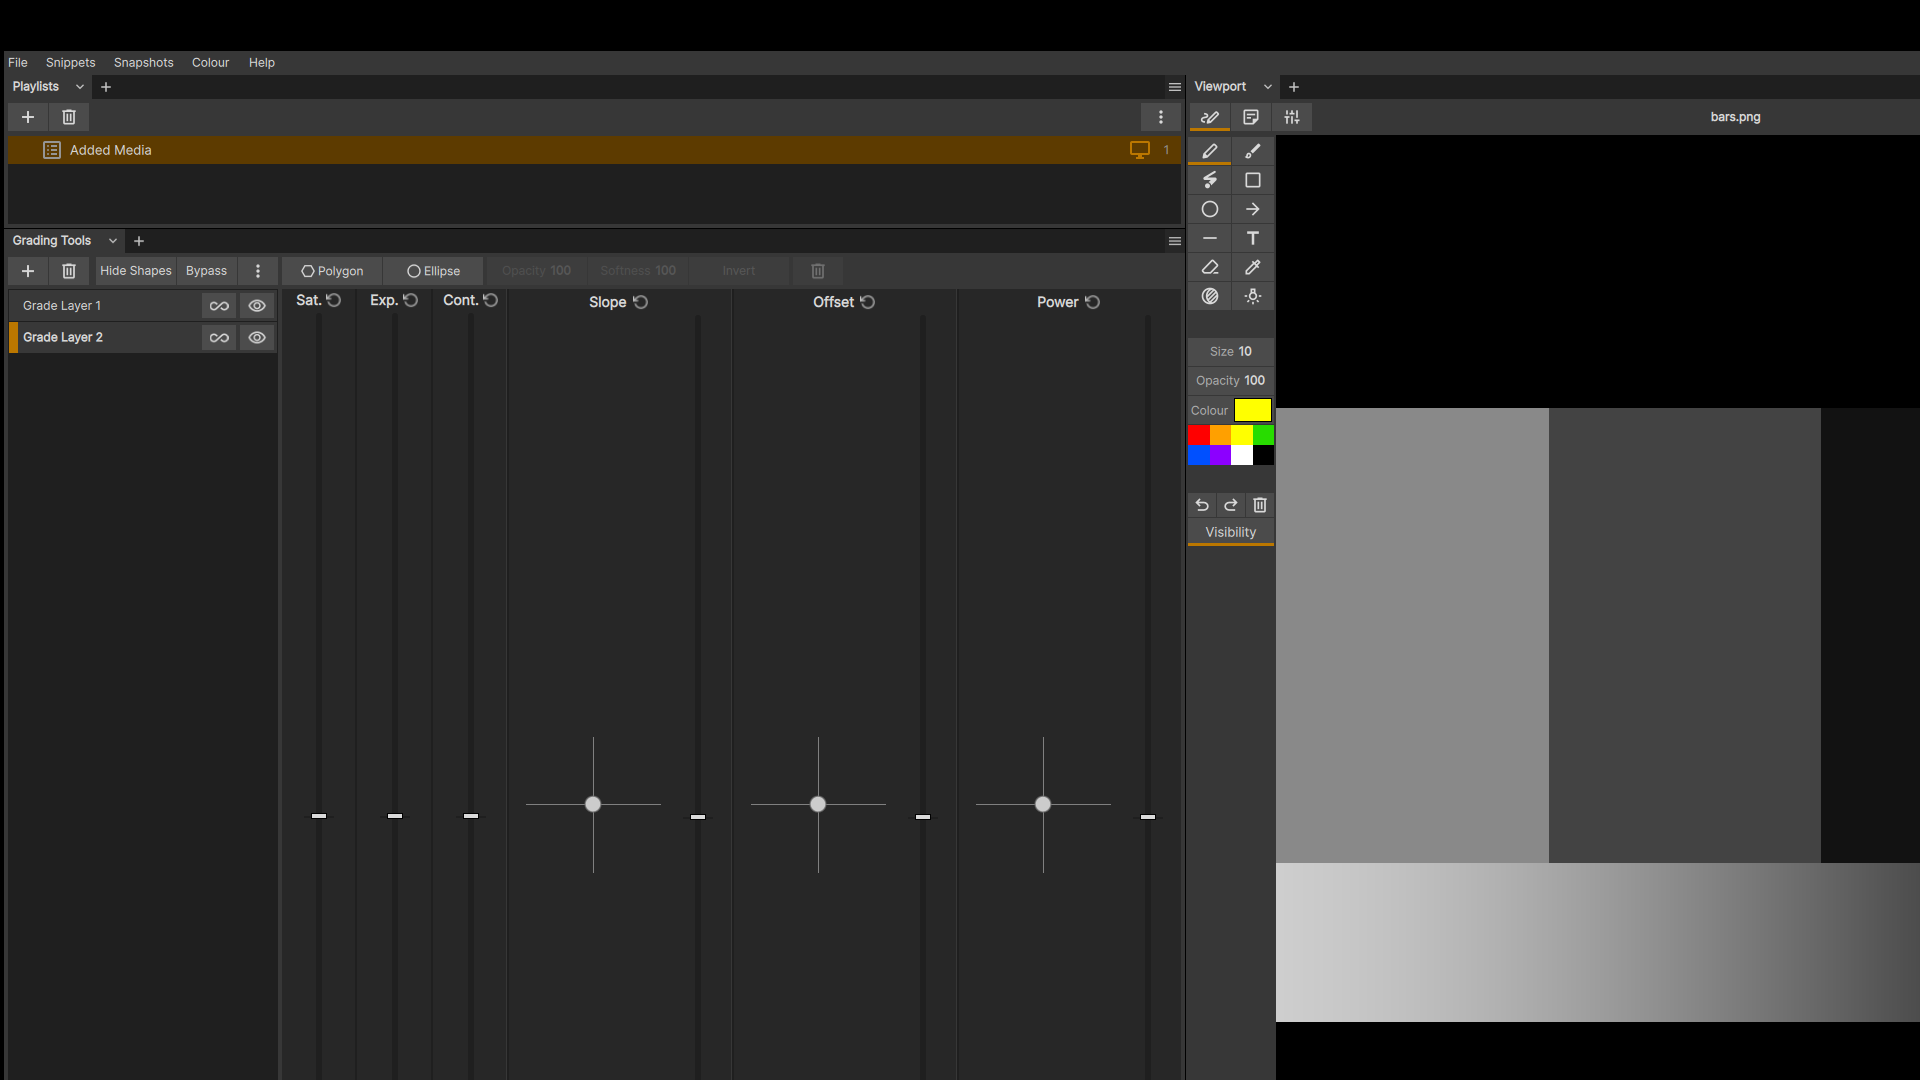 File Snippets Snapshots Colour Help
Playlists
Added Media 1
Grading Tools
Hide Shapes Bypass Polygon Ellipse Opacity 100 Softness 100 Invert
Grade Layer 1
Grade Layer 2
Sat. Exp. Cont. Slope Offset Power
Viewport
bars.png
Size 10
Opacity 100
Colour
Visibility